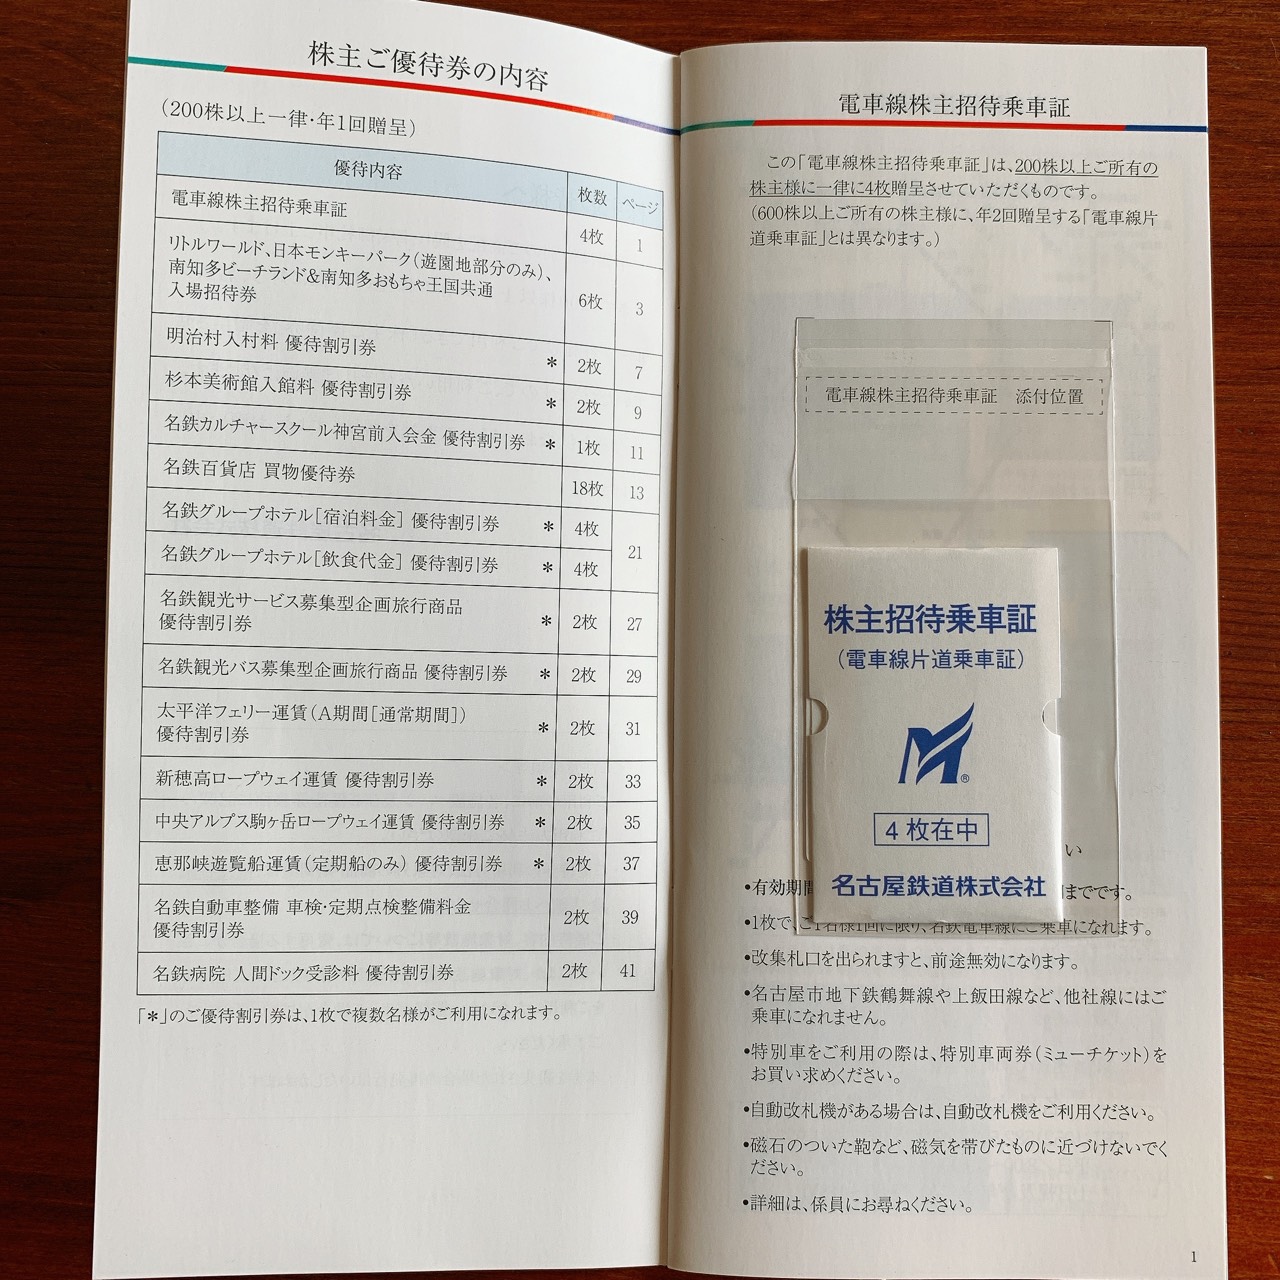 株主ご優待券の内容
(200株以上一律・年1回贈呈)
優待内容 枚数 ページ
電車線株主招待乗車証 4枚 1
リトルワールド、日本モンキーパーク(遊園地部分のみ)、
南知多ビーチランド&南知多おもちゃ王国共通
入場招待券 6枚 3
明治村入村料 優待割引券 * 2枚 7
杉本美術館入館料 優待割引券 * 2枚 9
名鉄カルチャースクール神宮前入会金 優待割引券 * 1枚 11
名鉄百貨店 買物優待券 18枚 13
名鉄グループホテル[宿泊料金] 優待割引券 * 4枚 21
名鉄グループホテル[飲食代金] 優待割引券 * 4枚
名鉄観光サービス募集型企画旅行商品
優待割引券 * 2枚 27
名鉄観光バス募集型企画旅行商品 優待割引券 * 2枚 29
太平洋フェリー運賃(A期間[通常期間])
優待割引券 * 2枚 31
新穂高ロープウェイ運賃 優待割引券 * 2枚 33
中央アルプス駒ヶ岳ロープウェイ運賃 優待割引券 * 2枚 35
恵那峡遊覧船運賃(定期船のみ) 優待割引券 * 2枚 37
名鉄自動車整備 車検・定期点検整備料金
優待割引券 2枚 39
名鉄病院 人間ドック受診料 優待割引券 2枚 41
「*」のご優待割引券は、1枚で複数名様がご利用になれます。
電車線株主招待乗車証
この「電車線株主招待乗車証」は、200株以上ご所有の
株主様に一律に4枚贈呈させていただくものです。
(600株以上ご所有の株主様に、年2回贈呈する「電車線片
道乗車証」とは異なります。)
電車線株主招待乗車証 添付位置
株主招待乗車証
(電車線片道乗車証)
M®
4枚在中
名古屋鉄道株式会社
い
•有効期間 までです。
•1枚で、ご1名様1回に限り、名鉄電車線にご乗車になれます。
•改集札口を出られますと、前途無効になります。
•名古屋市地下鉄鶴舞線や上飯田線など、他社線にはご
乗車になれません。
•特別車をご利用の際は、特別車両券(ミューチケット)を
お買い求めください。
•自動改札機がある場合は、自動改札機をご利用ください。
•磁石のついた鞄など、磁気を帯びたものに近づけないでく
ださい。
•詳細は、係員にお尋ねください。
1